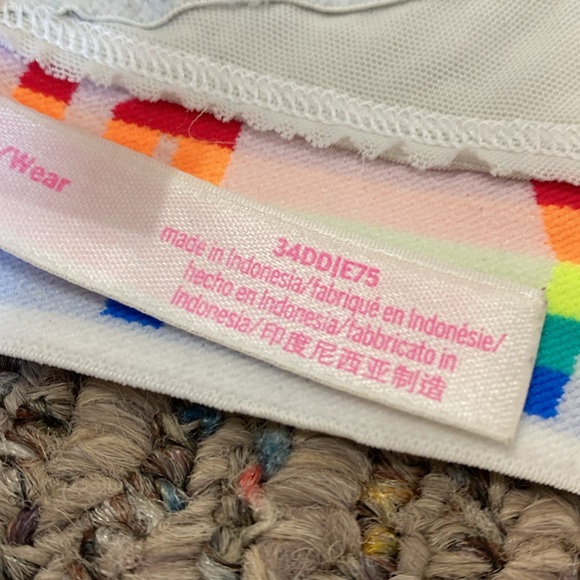 /Wear
34DD|E75
made in Indonesia/fabriqué en Indonésie/
hecho en Indonesia/fabbricato in
Indonesia/印度尼西亚制造